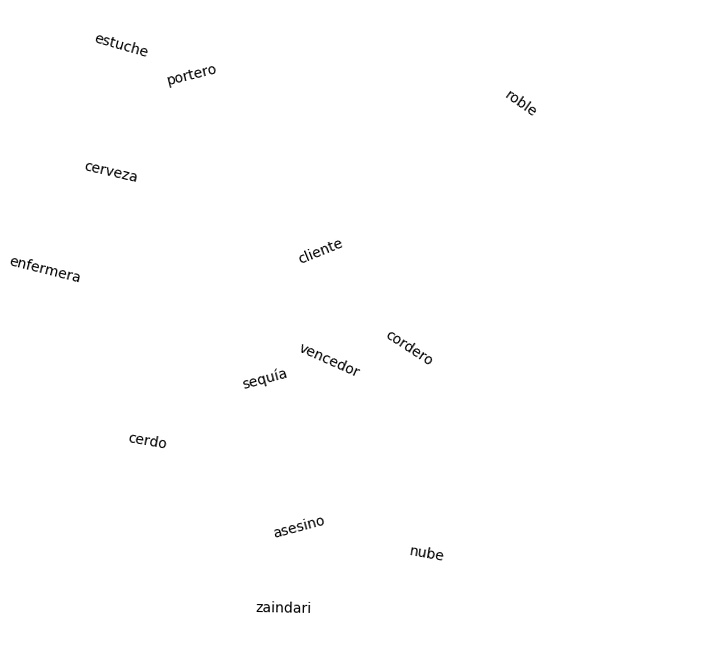 estuche
portero
roble
cerveza
cliente
enfermera
cordero
vencedor
sequía
cerdo
asesino
nube
zaindari